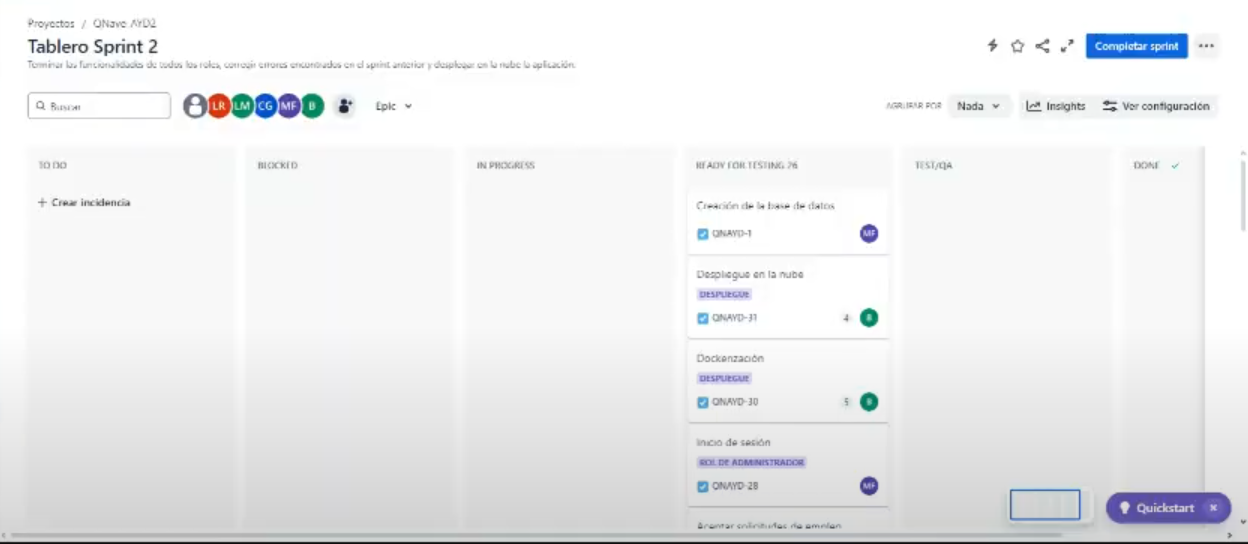 Proyectos / QNave AYD2
Tablero Sprint 2
Terminar las funcionalidades de todos los roles, corregir errores encontrados en el sprint anterior y desplegar en la nube la aplicación.
Completar sprint
Buscar
LR LM CG MF B
Epic
AGRUPAR POR
Nada
Insights
Ver configuración
TO DO
BLOCKED
IN PROGRESS
READY FOR TESTING 26
TEST/QA
DONE
+ Crear incidencia
Creación de la base de datos
QNAYD-1
MF
Despliegue en la nube
DESPLIEGUE
QNAYD-31
4
B
Dockerización
DESPLIEGUE
QNAYD-30
5
B
Inicio de sesión
ROL DE ADMINISTRADOR
QNAYD-28
MF
Aceptar solicitudes de empleo
Quickstart